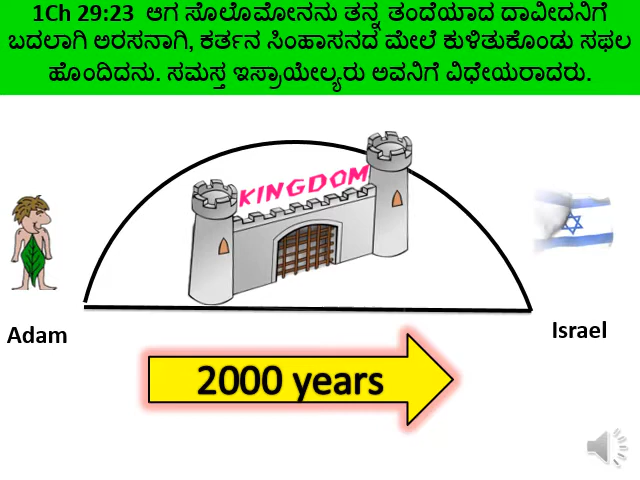 1Ch 29:23 ಆಗ ಸೊಲೊಮೋನನು ತನ್ನ ತಂದೆಯಾದ ದಾವೀದನಿಗೆ
ಬದಲಾಗಿ ಅರಸನಾಗಿ, ಕರ್ತನ ಸಿಂಹಾಸನದ ಮೇಲೆ ಕುಳಿತುಕೊಂಡು ಸಫಲ
ಹೊಂದಿದನು. ಸಮಸ್ತ ಇಸ್ರಾಯೇಲ್ಯರು ಅವನಿಗೆ ವಿಧೇಯರಾದರು.
KINGDOM
Adam
Israel
2000 years